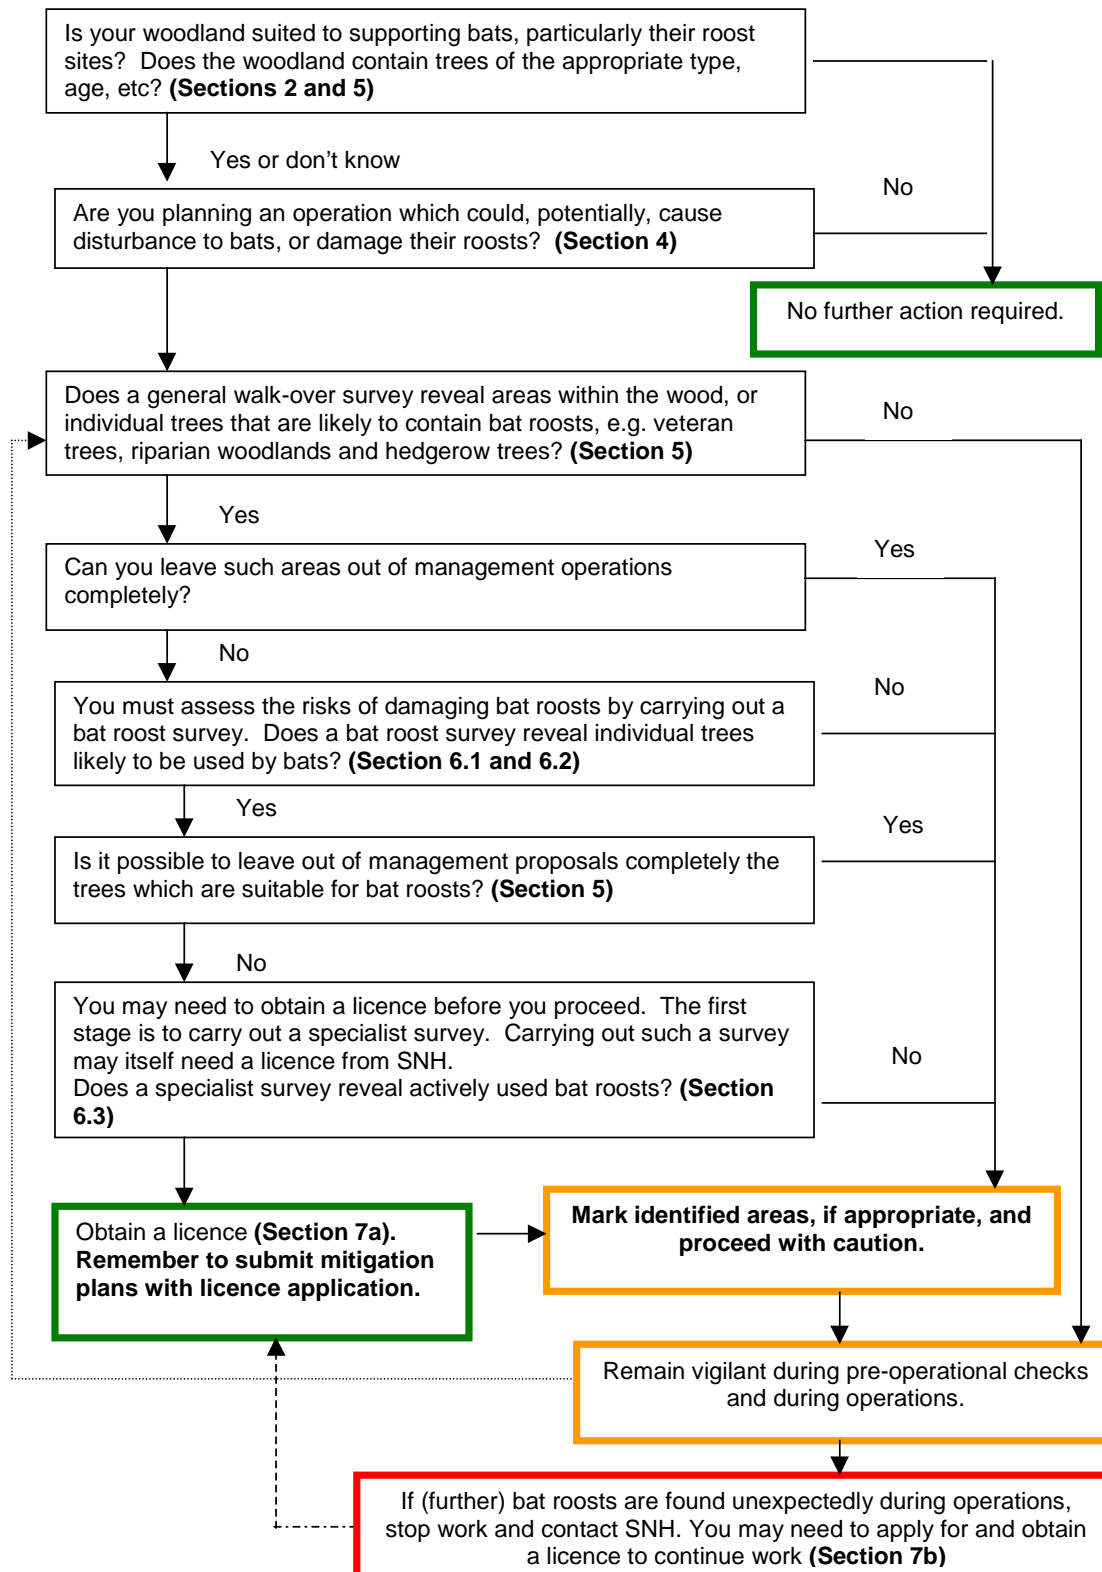 Is your woodland suited to supporting bats, particularly their roost
sites? Does the woodland contain trees of the appropriate type,
age, etc? (Sections 2 and 5)
Yes or don't know
No
Are you planning an operation which could, potentially, cause
disturbance to bats, or damage their roosts? (Section 4)
No further action required.
Does a general walk-over survey reveal areas within the wood, or
individual trees that are likely to contain bat roosts, e.g. veteran
trees, riparian woodlands and hedgerow trees? (Section 5)
No
Yes
Yes
Can you leave such areas out of management operations
completely?
No
No
You must assess the risks of damaging bat roosts by carrying out a
bat roost survey. Does a bat roost survey reveal individual trees
likely to be used by bats? (Section 6.1 and 6.2)
Yes
Yes
Is it possible to leave out of management proposals completely the
trees which are suitable for bat roosts? (Section 5)
No
You may need to obtain a licence before you proceed. The first
stage is to carry out a specialist survey. Carrying out such a survey
may itself need a licence from SNH.
Does a specialist survey reveal actively used bat roosts? (Section
6.3)
No
Obtain a licence (Section 7a).
Remember to submit mitigation
plans with licence application.
Mark identified areas, if appropriate, and
proceed with caution.
Remain vigilant during pre-operational checks
and during operations.
If (further) bat roosts are found unexpectedly during operations,
stop work and contact SNH. You may need to apply for and obtain
a licence to continue work (Section 7b)